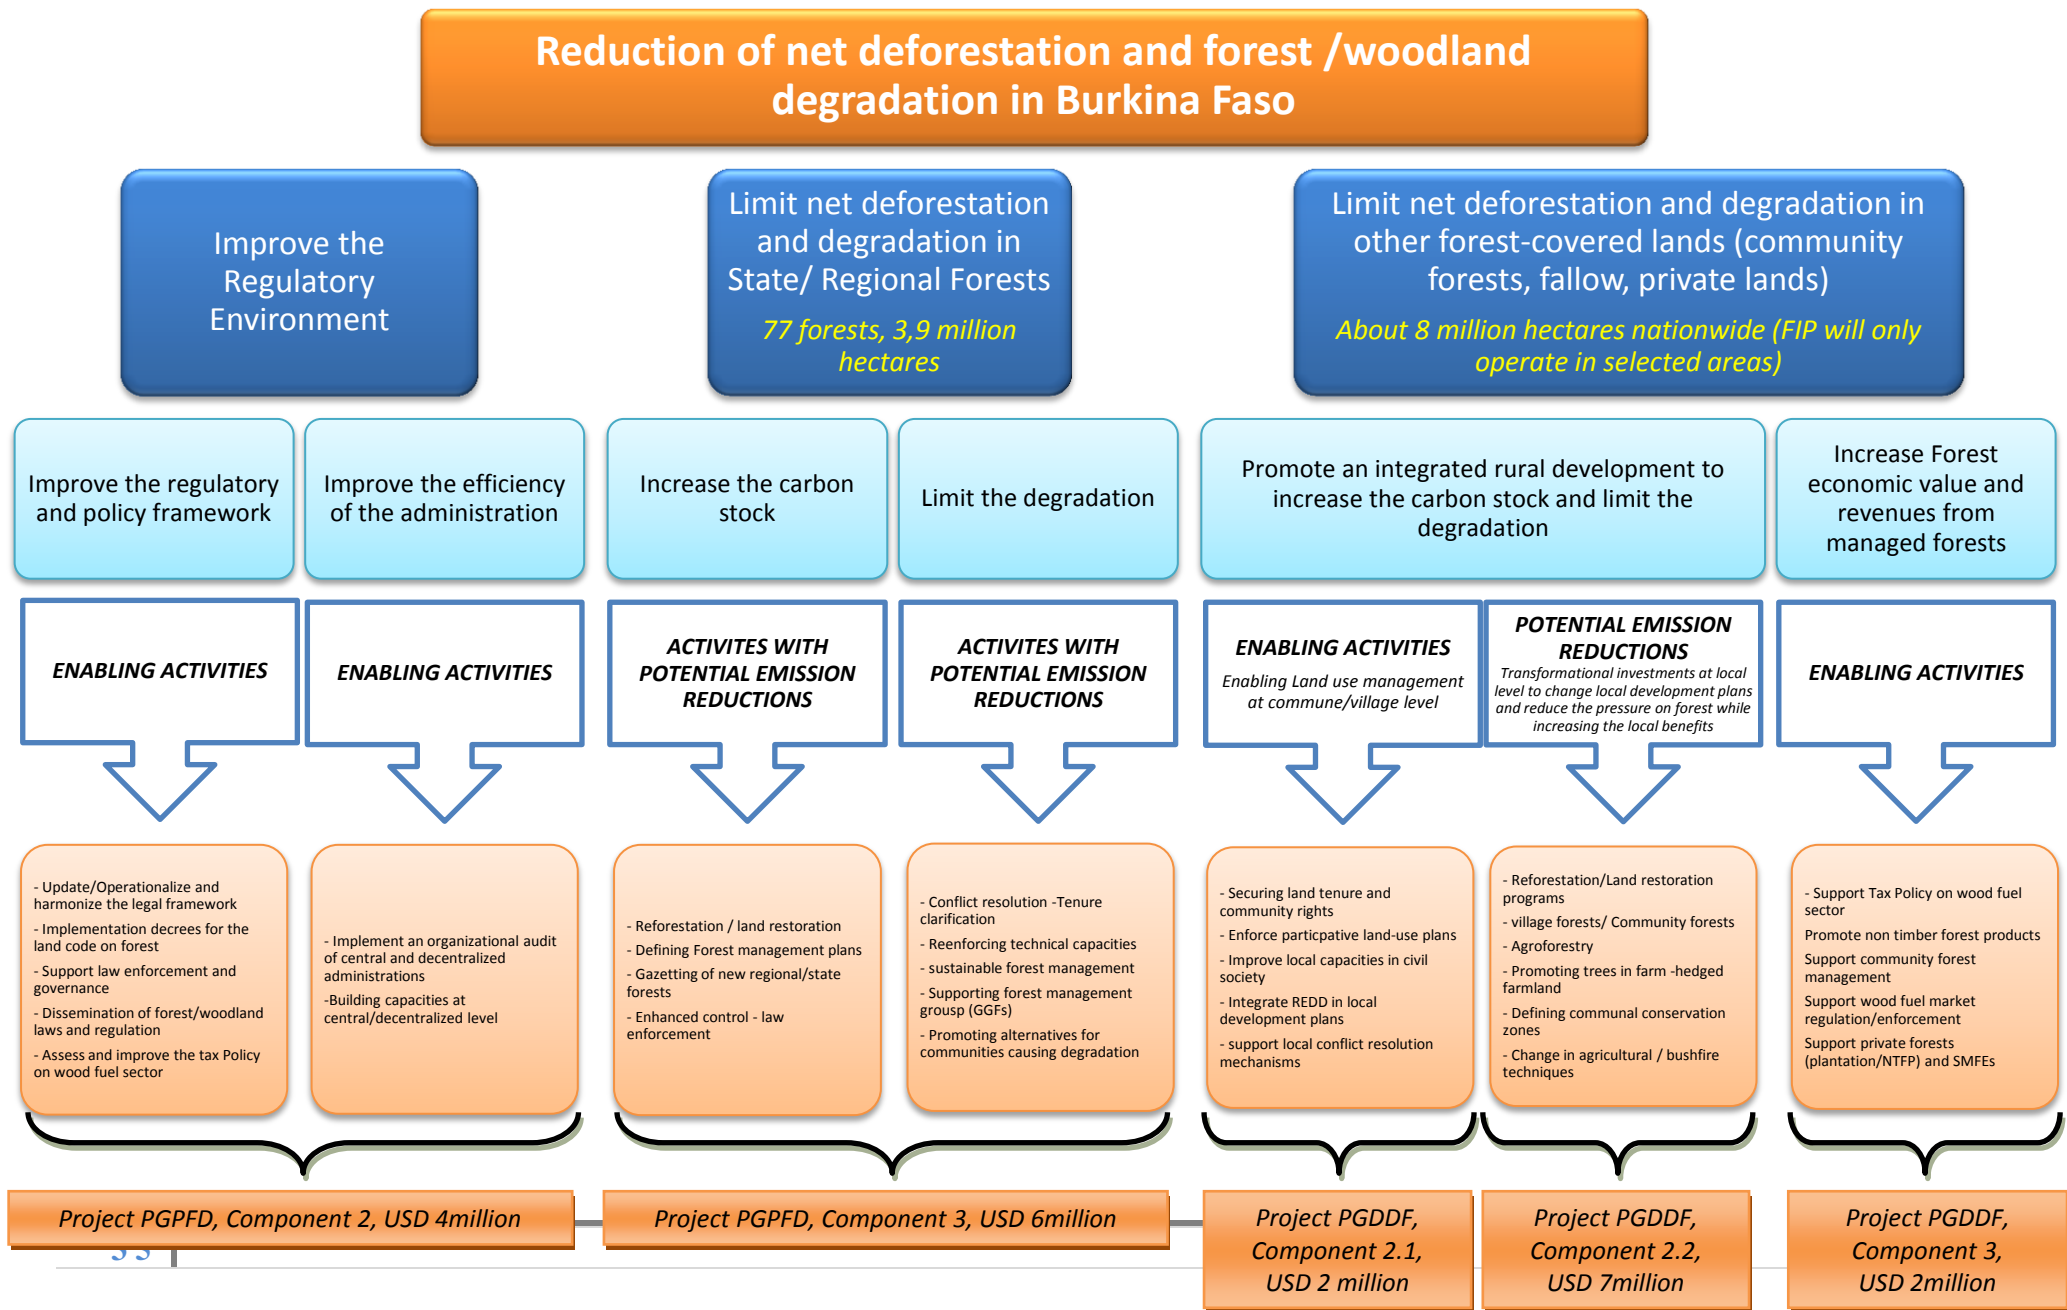 Reduction of net deforestation and forest /woodland
degradation in Burkina Faso
Improve the
Regulatory
Environment
Limit net deforestation
and degradation in
State/ Regional Forests
77 forests, 3,9 million
hectares
Limit net deforestation and degradation in
other forest-covered lands (community
forests, fallow, private lands)
About 8 million hectares nationwide (FIP will only
operate in selected areas)
Improve the regulatory
and policy framework
Improve the efficiency
of the administration
Increase the carbon
stock
Limit the degradation
Promote an integrated rural development to
increase the carbon stock and limit the
degradation
Increase Forest
economic value and
revenues from
managed forests
ENABLING ACTIVITIES
ENABLING ACTIVITIES
ACTIVITES WITH
POTENTIAL EMISSION
REDUCTIONS
ACTIVITES WITH
POTENTIAL EMISSION
REDUCTIONS
ENABLING ACTIVITIES
Enabling Land use management
at commune/village level
POTENTIAL EMISSION
REDUCTIONS
Transformational investments at local
level to change local development plans
and reduce the pressure on forest while
increasing the local benefits
ENABLING ACTIVITIES
- Update/Operationalize and
harmonize the legal framework
- Implementation decrees for the
land code on forest
- Support law enforcement and
governance
- Dissemination of forest/woodland
laws and regulation
- Assess and improve the tax Policy
on wood fuel sector
- Implement an organizational audit
of central and decentralized
administrations
-Building capacities at
central/decentralized level
- Reforestation / land restoration
- Defining Forest management plans
- Gazetting of new regional/state
forests
- Enhanced control - law
enforcement
- Conflict resolution -Tenure
clarification
- Reenforcing technical capacities
- sustainable forest management
- Supporting forest management
grousp (GGFs)
- Promoting alternatives for
communities causing degradation
- Securing land tenure and
community rights
- Enforce particpative land-use plans
- Improve local capacities in civil
society
- Integrate REDD in local
development plans
- support local conflict resolution
mechanisms
- Reforestation/Land restoration
programs
- village forests/ Community forests
- Agroforestry
- Promoting trees in farm -hedged
farmland
- Defining communal conservation
zones
- Change in agricultural / bushfire
techniques
- Support Tax Policy on wood fuel
sector
Promote non timber forest products
Support community forest
management
Support wood fuel market
regulation/enforcement
Support private forests
(plantation/NTFP) and SMFEs
Project PGPFD, Component 2, USD 4million
Project PGPFD, Component 3, USD 6million
Project PGDDF,
Component 2.1,
USD 2 million
Project PGDDF,
Component 2.2,
USD 7million
Project PGDDF,
Component 3,
USD 2million